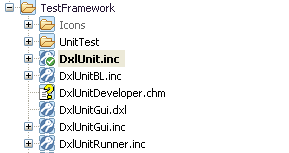 TestFramework
Icons
UnitTest
DxlUnit.inc
DxlUnitBL.inc
DxlUnitDeveloper.chm
DxlUnitGui.dxl
DxlUnitGui.inc
DxlUnitRunner.inc